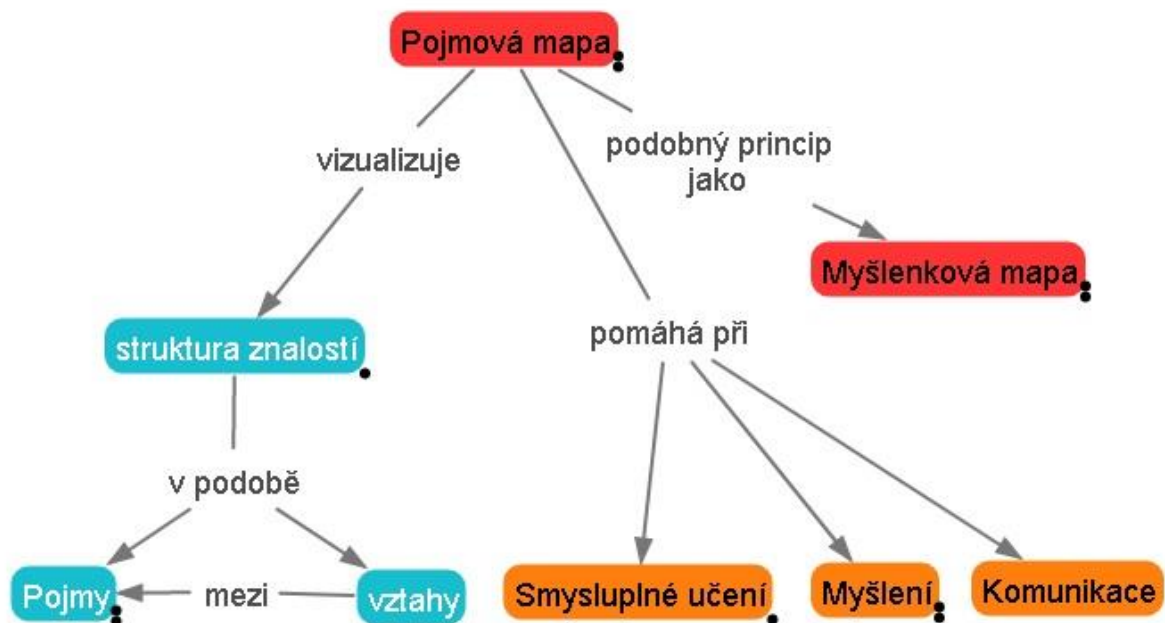 Pojmová mapa
vizualizuje
podobný princip
jako
Myšlenková mapa
struktura znalostí
pomáhá při
v podobě
Pojmy
mezi
vztahy
Smysluplné učení
Myšlení
Komunikace